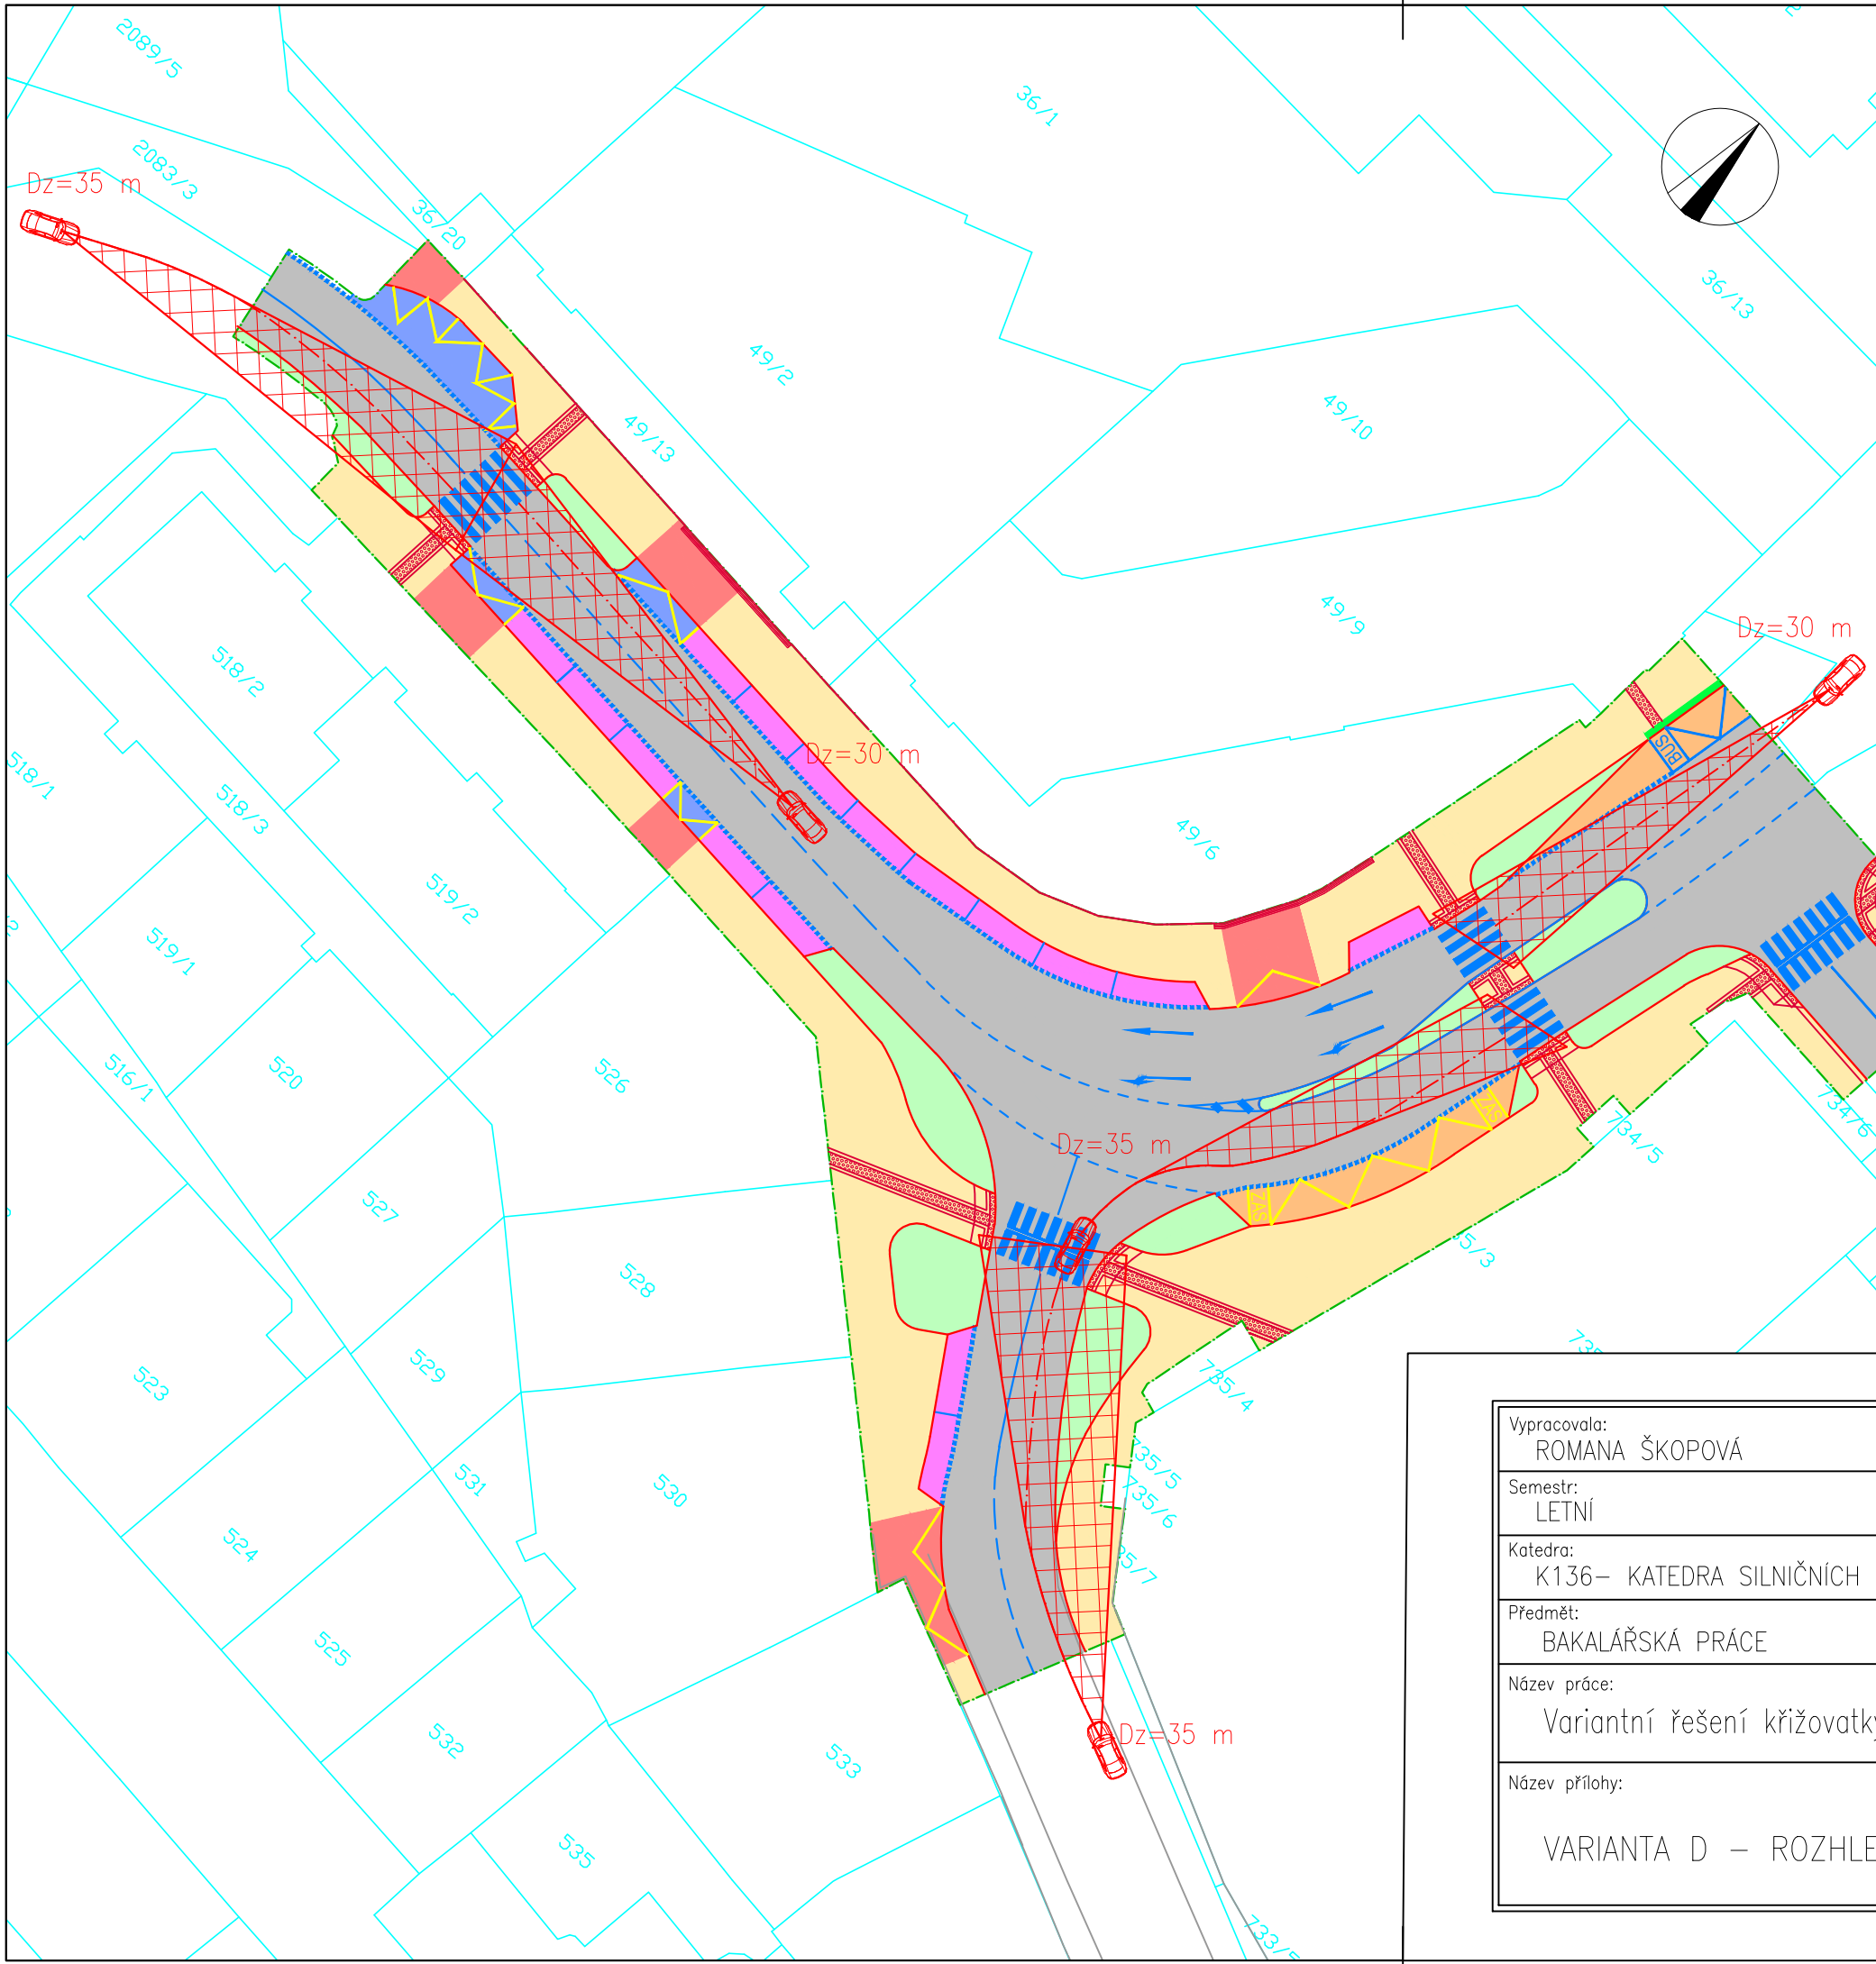 2089/5
36/1
2083/3
Dz=35 m
36/20
36/13
49/2
49/10
49/13
49/9
Dz=30 m
518/2
BUS
Dz=30 m
518/1
518/3
49/6
519/2
519/1
516/1
520
526
734/6
734/5
Dz=35 m
ZAS
ZAS
527
528
529
523
735/4
735/5
735/6
530
531
524
525
532
533
535
Dz=35 m
733/5
Vypracovala:
ROMANA ŠKOPOVÁ
Semestr:
LETNÍ
Katedra:
K136– KATEDRA SILNIČNÍCH
Předmět:
BAKALÁŘSKÁ PRÁCE
Název práce:
Variantní řešení křižovatky
Název přílohy:
VARIANTA D – ROZHLE